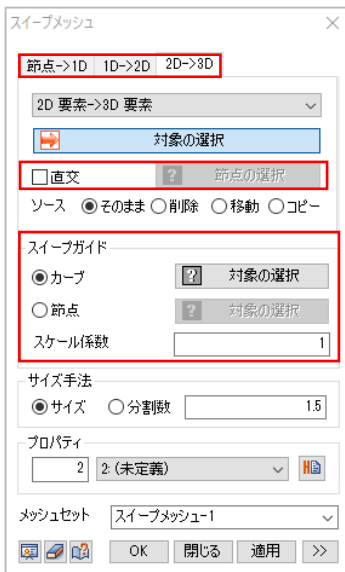 スイープメッシュ
節点->1D 1D->2D 2D->3D
2D 要素->3D 要素
対象の選択
直交 ? 節点の選択
ソース そのまま 削除 移動 コピー
スイープガイド
カーブ ? 対象の選択
節点 ? 対象の選択
スケール係数 1
サイズ手法
サイズ 分割数 1.5
プロパティ
2 2: (未定義)
メッシュセット スイープメッシュ-1
OK 閉じる 適用 >>